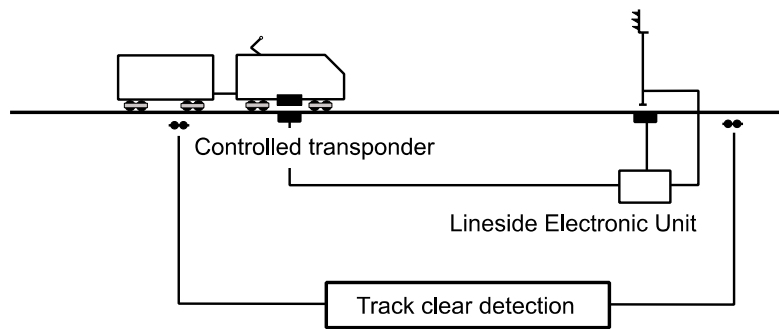 Controlled transponder
Lineside Electronic Unit
Track clear detection